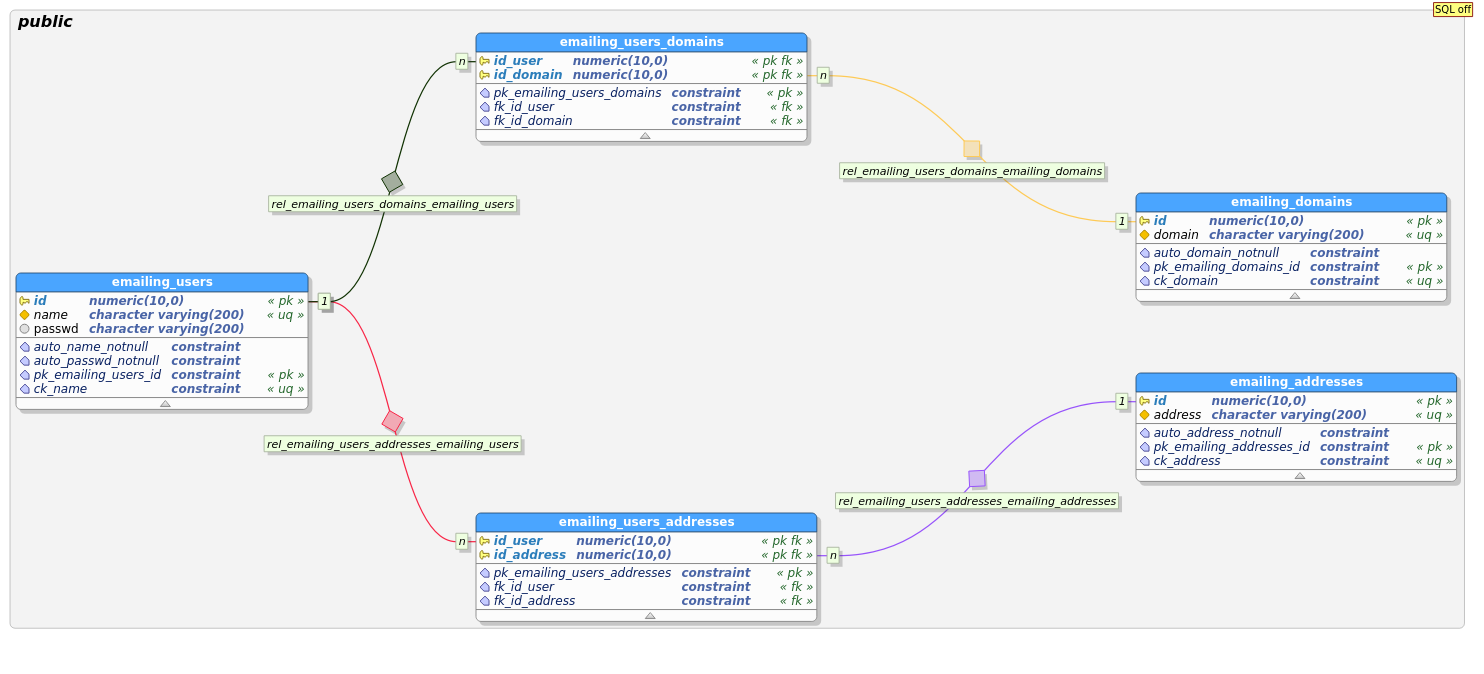 public
SQL off
emailing_users_domains
id_user numeric(10,0) « pk fk »
id_domain numeric(10,0) « pk fk »
pk_emailing_users_domains constraint « pk »
fk_id_user constraint « fk »
fk_id_domain constraint « fk »
n
n
rel_emailing_users_domains_emailing_domains
rel_emailing_users_domains_emailing_users
emailing_domains
1
id numeric(10,0) « pk »
domain character varying(200) « uq »
auto_domain_notnull constraint
pk_emailing_domains_id constraint « pk »
ck_domain constraint « uq »
emailing_users
id numeric(10,0) « pk »
name character varying(200) « uq »
passwd character varying(200)
auto_name_notnull constraint
auto_passwd_notnull constraint
pk_emailing_users_id constraint « pk »
ck_name constraint « uq »
1
emailing_addresses
1
id numeric(10,0) « pk »
address character varying(200) « uq »
auto_address_notnull constraint
pk_emailing_addresses_id constraint « pk »
ck_address constraint « uq »
rel_emailing_users_addresses_emailing_users
rel_emailing_users_addresses_emailing_addresses
emailing_users_addresses
n
id_user numeric(10,0) « pk fk »
id_address numeric(10,0) « pk fk »
n
pk_emailing_users_addresses constraint « pk »
fk_id_user constraint « fk »
fk_id_address constraint « fk »